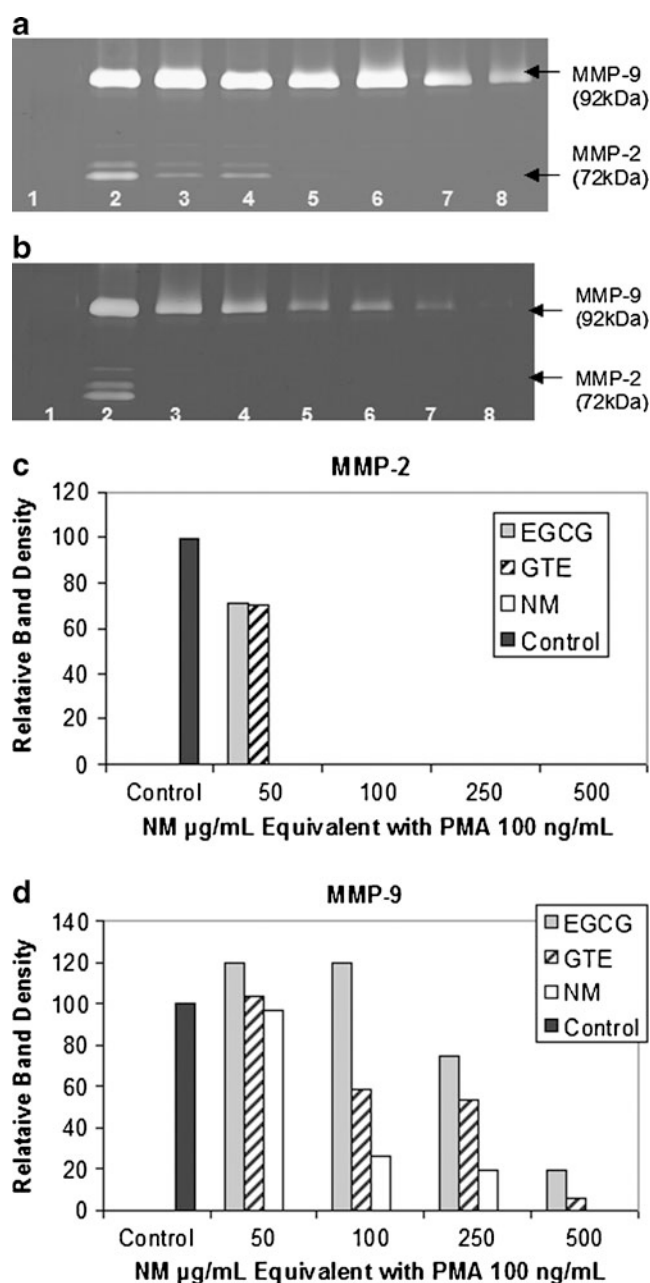 a
MMP-9
(92kDa)
MMP-2
(72kDa)
1 2 3 4 5 6 7 8
b
MMP-9
(92kDa)
MMP-2
(72kDa)
1 2 3 4 5 6 7 8
c
MMP-2
120
100
80
60
40
20
0
Relataive Band Density
EGCG
GTE
NM
Control
Control 50 100 250 500
NM µg/mL Equivalent with PMA 100 ng/mL
d
MMP-9
140
120
100
80
60
40
20
0
Relataive Band Density
EGCG
GTE
NM
Control
Control 50 100 250 500
NM µg/mL Equivalent with PMA 100 ng/mL